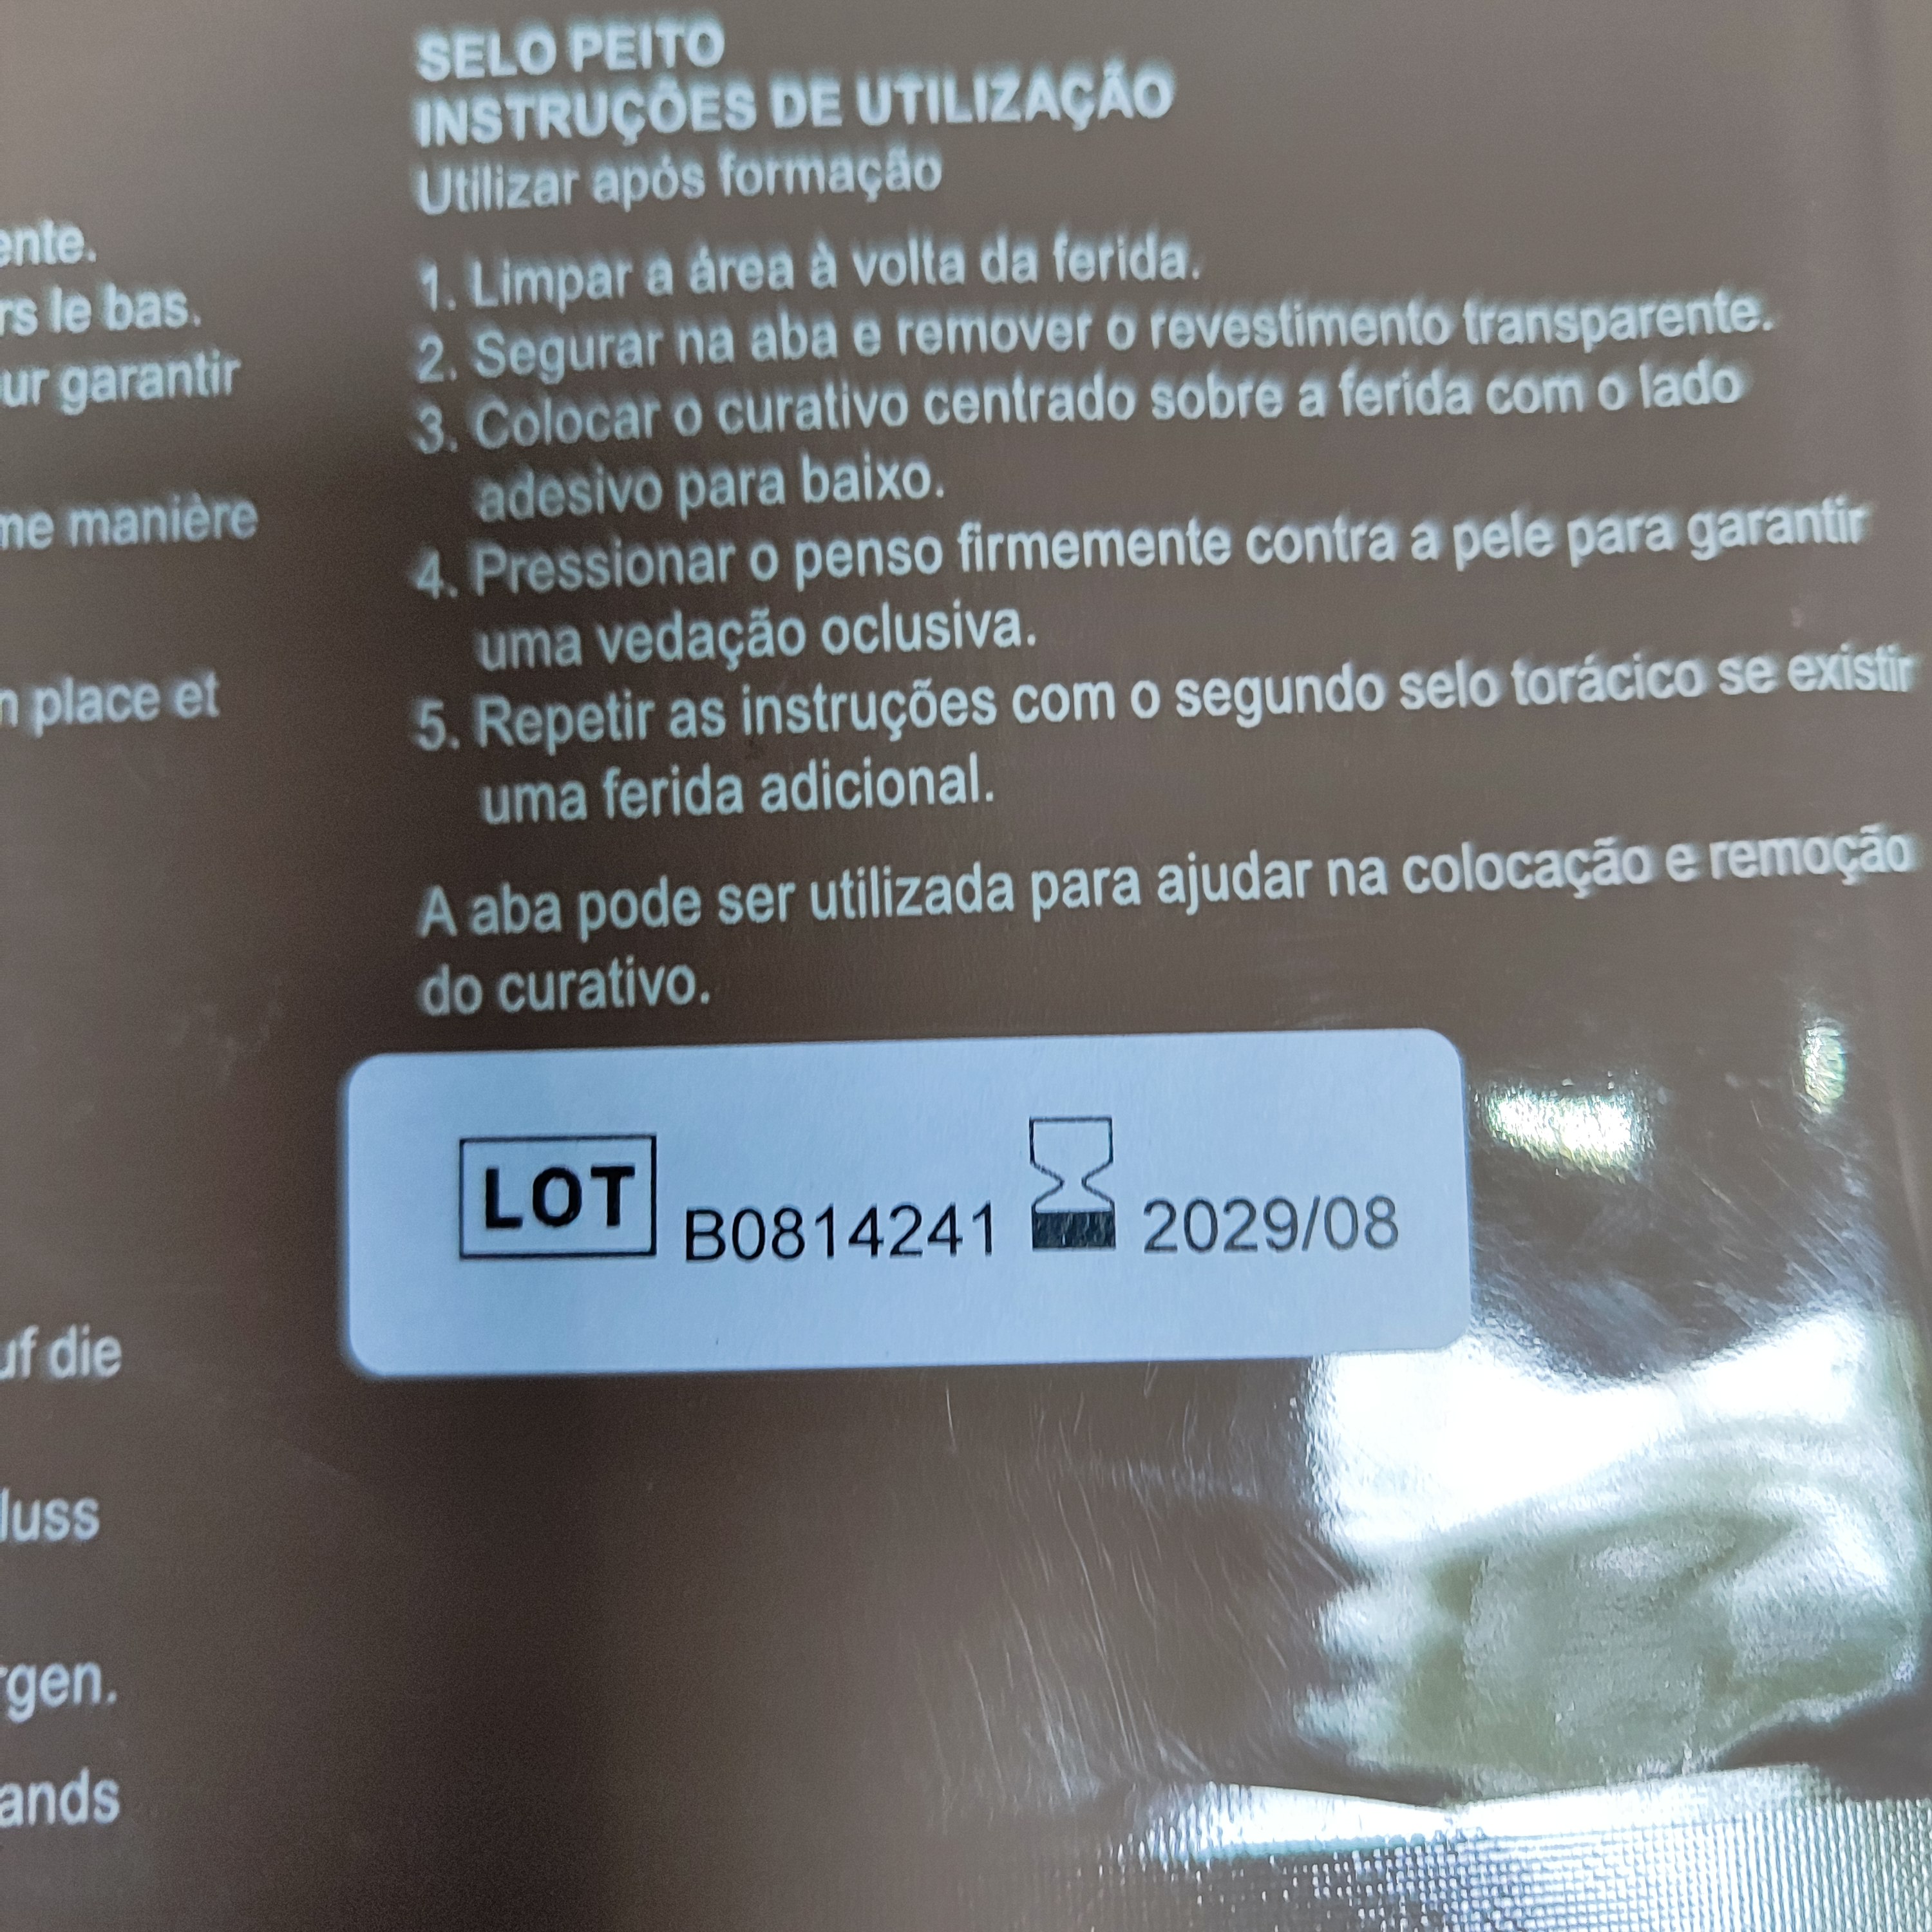 SELO PEITO
INSTRUÇÕES DE UTILIZAÇÃO
Utilizar após formação
1. Limpar a área à volta da ferida.
2. Segurar na aba e remover o revestimento transparente.
3. Colocar o curativo centrado sobre a ferida com o lado
adesivo para baixo.
4. Pressionar o penso firmemente contra a pele para garantir
uma vedação oclusiva.
5. Repetir as instruções com o segundo selo torácico se existir
uma ferida adicional.
A aba pode ser utilizada para ajudar na colocação e remoção
do curativo.
LOT B0814241 2029/08
ente.
rs le bas.
ur garantir
me manière
n place et
uf die
luss
rgen.
ands